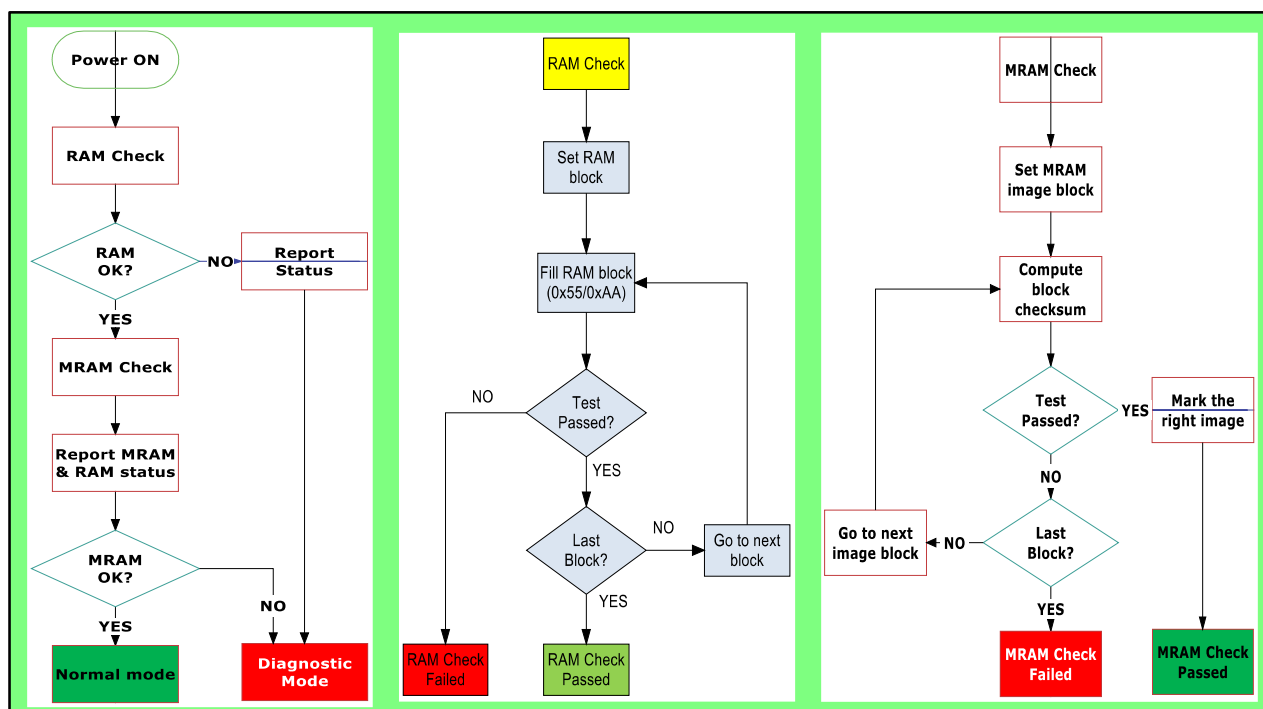 Power ON
RAM Check
RAM
OK?
NO
Report
Status
YES
MRAM Check
Report MRAM
& RAM status
MRAM
OK?
NO
YES
Normal mode
Diagnostic
Mode
RAM Check
Set RAM
block
Fill RAM block
(0x55/0xAA)
NO
Test
Passed?
YES
Last
Block?
NO
Go to next
block
YES
RAM Check
Failed
RAM Check
Passed
MRAM Check
Set MRAM
image block
Compute
block
checksum
Test
Passed?
YES
Mark the
right image
NO
Go to next
image block
NO
Last
Block?
YES
MRAM Check
Failed
MRAM Check
Passed